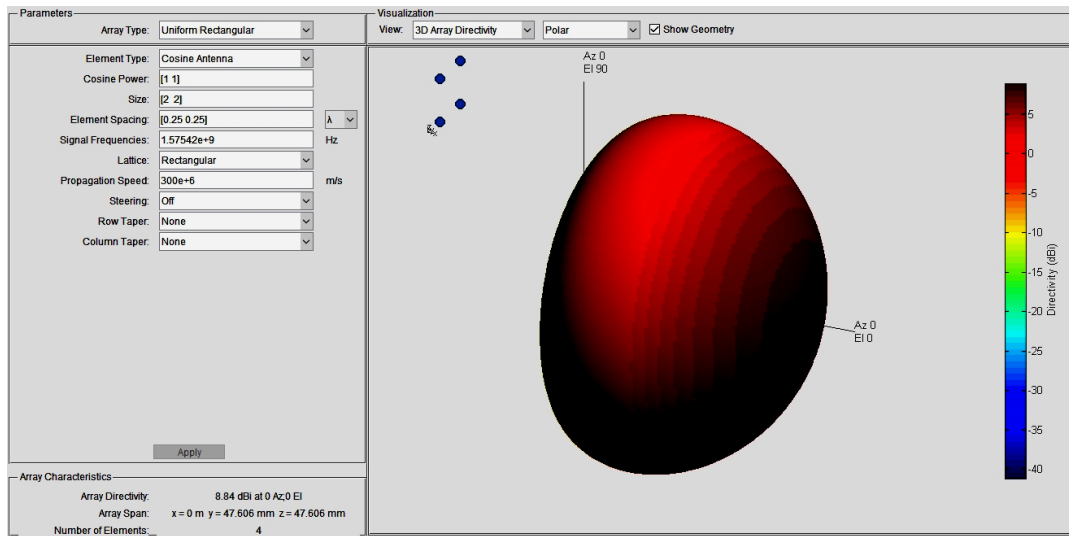 Parameters
Array Type: Uniform Rectangular
Element Type: Cosine Antenna
Cosine Power: [1 1]
Size: [2 2]
Element Spacing: [0.25 0.25] λ
Signal Frequencies: 1.57542e+9 Hz
Lattice: Rectangular
Propagation Speed: 300e+6 m/s
Steering: Off
Row Taper: None
Column Taper: None
Apply
Array Characteristics
Array Directivity: 8.84 dBi at 0 Az;0 El
Array Span: x = 0 m y = 47.606 mm z = 47.606 mm
Number of Elements: 4
Visualization
View: 3D Array Directivity Polar Show Geometry
Az 0
El 90
Az 0
El 0
5
0
-5
-10
-15
-20
-25
-30
-35
-40
Directivity (dBi)